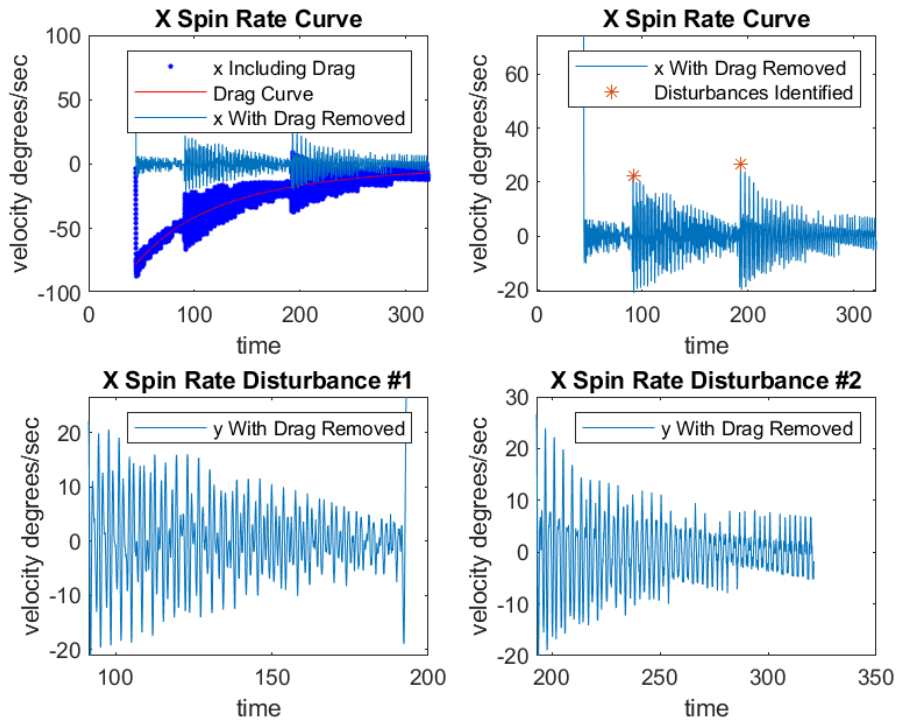 X Spin Rate Curve
100
50
0
-50
-100
velocity degrees/sec
x Including Drag
Drag Curve
x With Drag Removed
0
100
200
300
time
X Spin Rate Curve
60
40
20
0
-20
velocity degrees/sec
x With Drag Removed
Disturbances Identified
0
100
200
300
time
X Spin Rate Disturbance #1
20
10
0
-10
-20
velocity degrees/sec
y With Drag Removed
100
150
200
time
X Spin Rate Disturbance #2
30
20
10
0
-10
-20
velocity degrees/sec
y With Drag Removed
200
250
300
350
time